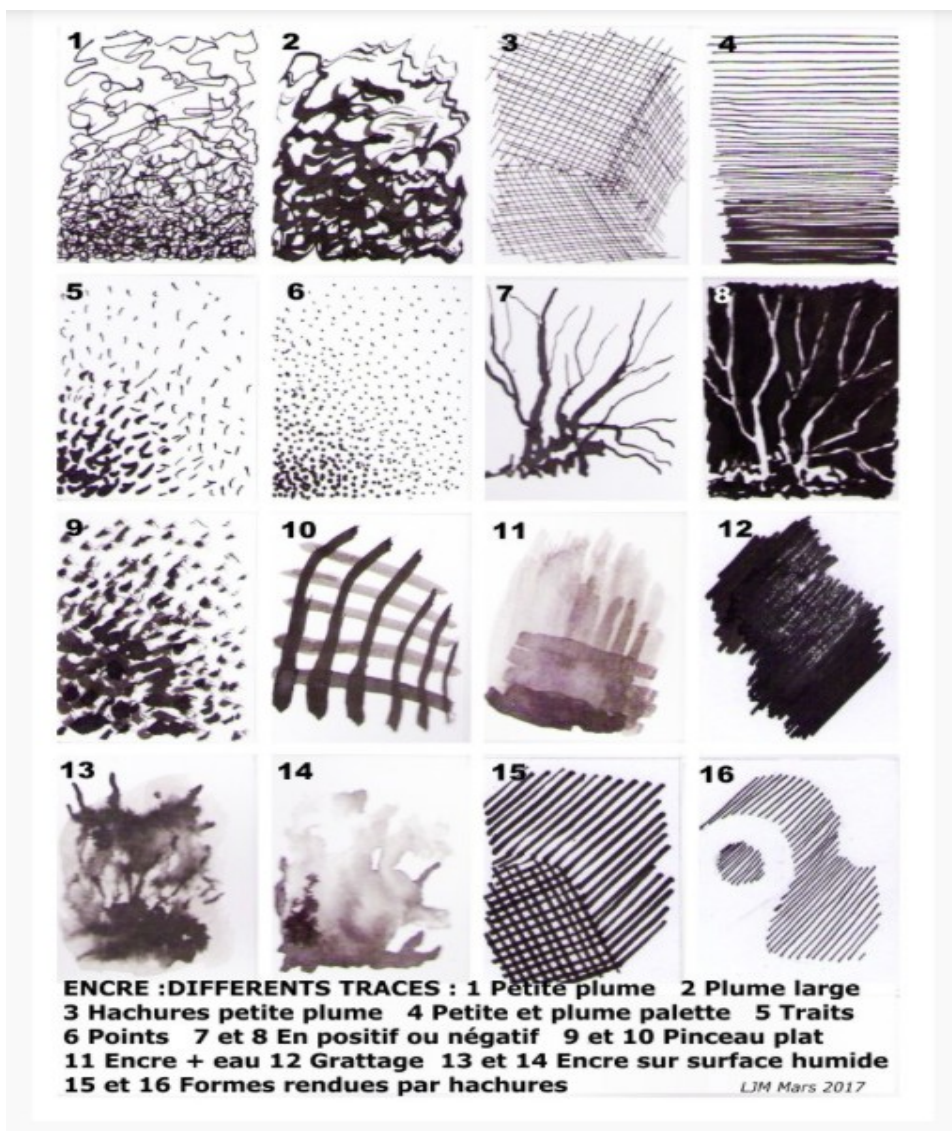 1 2 3 4
5 6 7 8
9 10 11 12
13 14 15 16
ENCRE :DIFFERENTS TRACES : 1 Petite plume 2 Plume large
3 Hachures petite plume 4 Petite et plume palette 5 Traits
6 Points 7 et 8 En positif ou négatif 9 et 10 Pinceau plat
11 Encre + eau 12 Grattage 13 et 14 Encre sur surface humide
15 et 16 Formes rendues par hachures LJM Mars 2017